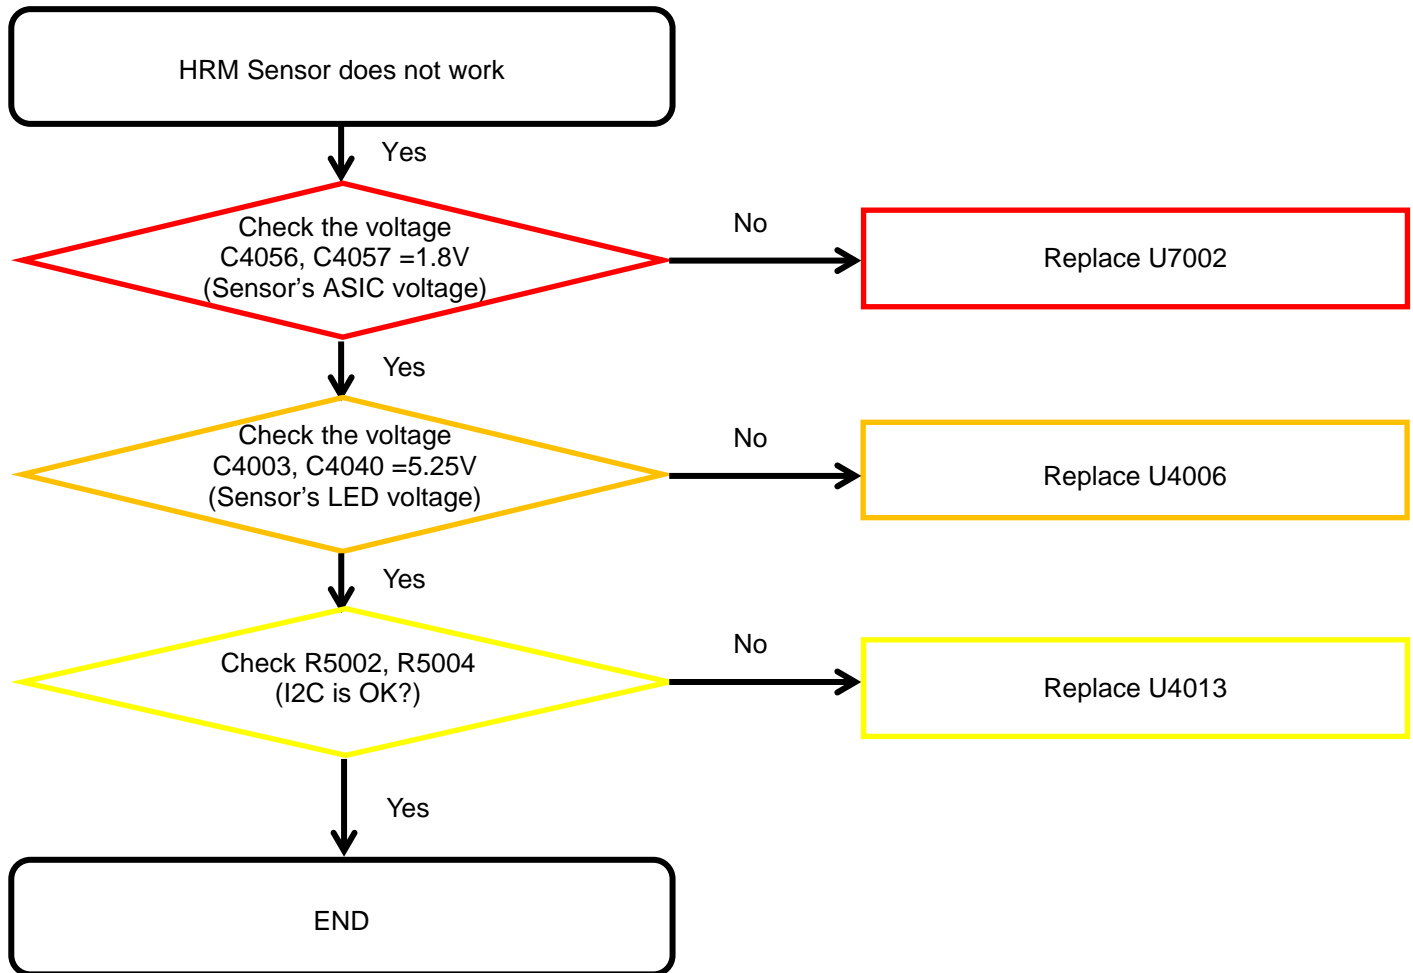 HRM Sensor does not work
Yes
Check the voltage
C4056, C4057 =1.8V
(Sensor’s ASIC voltage)
No
Replace U7002
Yes
Check the voltage
C4003, C4040 =5.25V
(Sensor’s LED voltage)
No
Replace U4006
Yes
Check R5002, R5004
(I2C is OK?)
No
Replace U4013
Yes
END